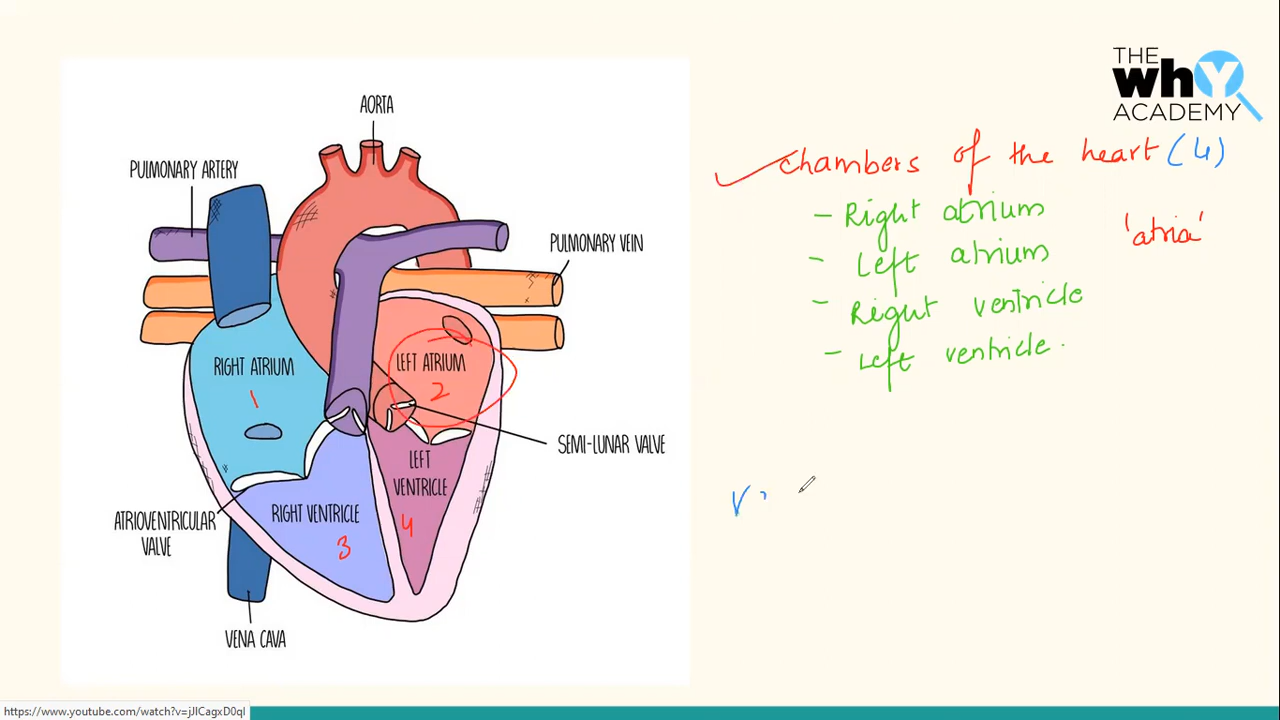 THE
whY
ACADEMY
AORTA
PULMONARY ARTERY
PULMONARY VEIN
RIGHT ATRIUM
1
LEFT ATRIUM
2
SEMI-LUNAR VALVE
LEFT
VENTRICLE
4
RIGHT VENTRICLE
3
ATRIOVENTRICULAR
VALVE
VENA CAVA
chambers of the heart (4)
- Right atrium
'atria'
- Left atrium
- Right ventricle
- Left ventricle.
https://www.youtube.com/watch?v=jJlCagxD0qI